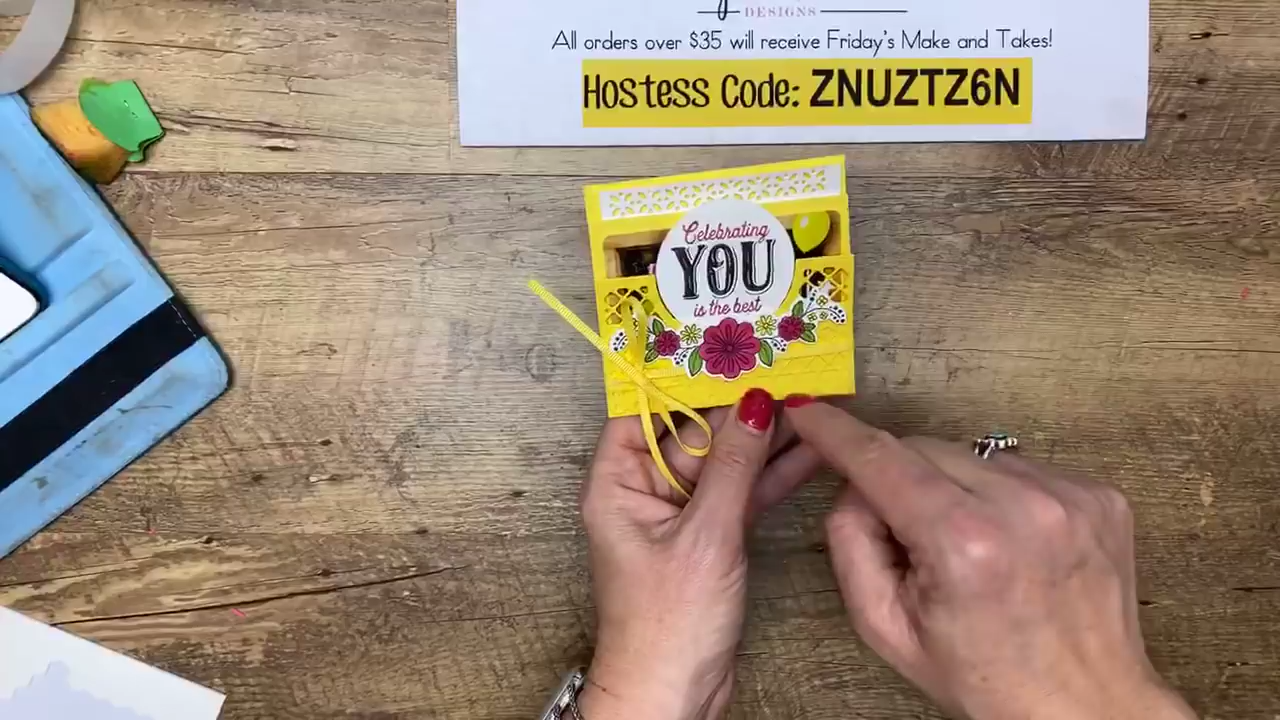 DESIGNS
All orders over $35 will receive Friday's Make and Takes!
Hostess Code: ZNUZTZ6N
Celebrating
YOU
is the best